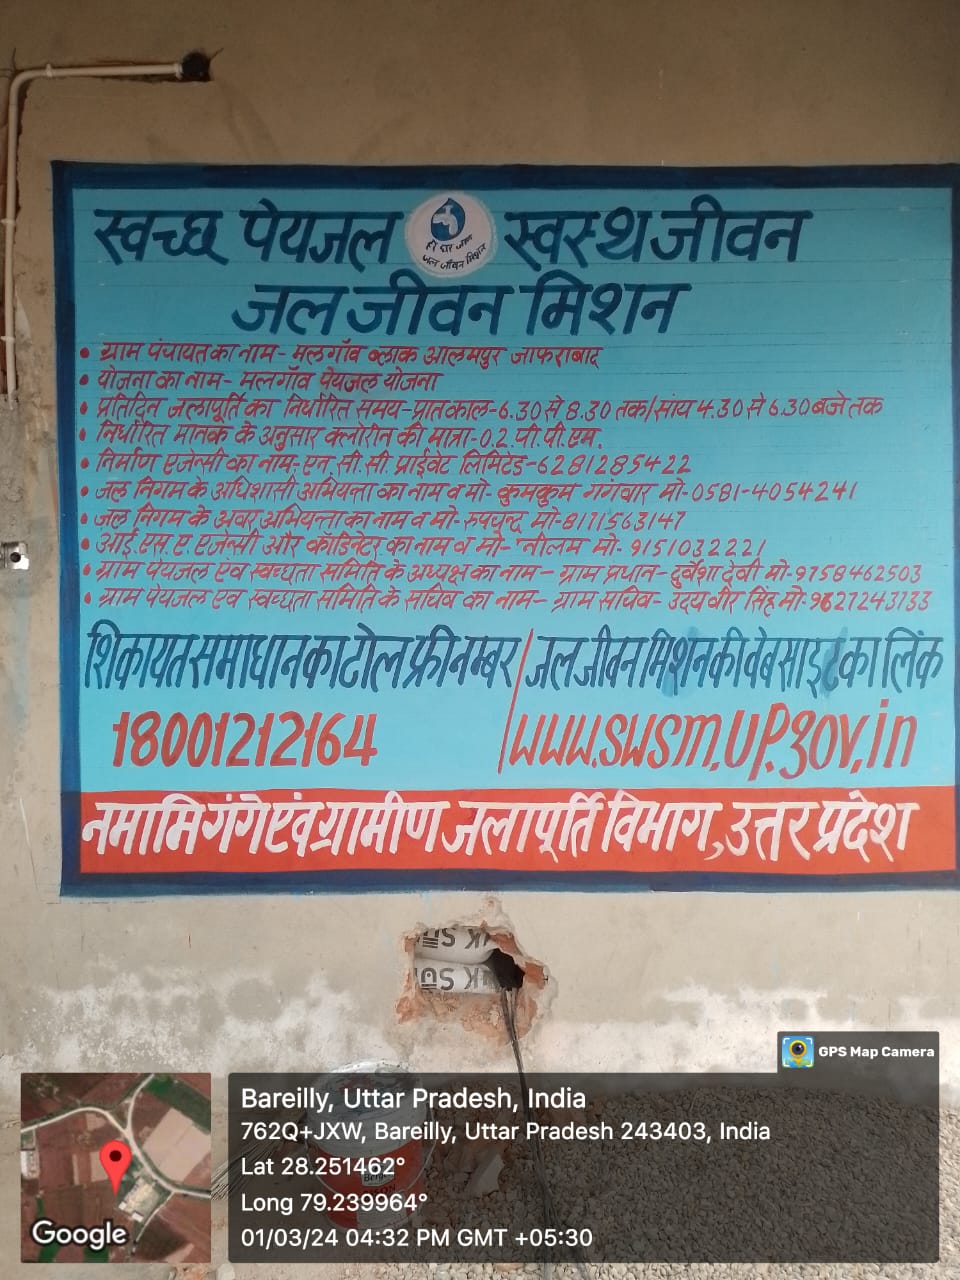 स्वच्छ पेयजल स्वस्थ जीवन
हर घर जल
जल जीवन मिशन
जल जीवन मिशन
• ग्राम पंचायत का नाम- मलगाँव ब्लाक आलमपुर जाफराबाद
• योजना का नाम- मलगाँव पेयजल योजना
• प्रतिदिन जलापूर्ति का निर्धारित समय-प्रातकाल-6.30 से 8.30 तक/सांय 4.30 से 6.30 बजे तक
• निर्धारित मानक के अनुसार क्लोरीन की मात्रा-0.2.पी.पी.एम.
• निर्माण एजेन्सी का नाम-एन.सी.सी. प्राईवेट लिमिटेड-6281285422
• जल निगम के अधिशासी अभियन्ता का नाम व मो- कुमकुम गंगबार मो-0581-4054241
• जल निगम के अवर अभियन्ता का नाम व मो- रुपचन्द्र मो-8171563147
• आई.एस.ए. एजेन्सी और कॉडिनेटर का नाम व मो- नीलम मो- 9151032221
• ग्राम पेयजल एंव स्वच्छता समिति के अध्यक्ष का नाम- ग्राम प्रधान- दुर्वेशा देवी मो-9758462503
• ग्राम पेयजल एंव स्वच्छता समिति के सचिव का नाम- ग्राम सचिव- उदय वीर सिंह मो-9627243133
शिकायत समाधान का टोल फ्री नम्बर/जल जीवन मिशन की वेबसाइट का लिंक
18001212164 /www.swsm.up.gov.in
नमामि गंगे एंव ग्रामीण जलापूर्ति विभाग, उत्तर प्रदेश
GPS Map Camera
Bareilly, Uttar Pradesh, India
762Q+JXW, Bareilly, Uttar Pradesh 243403, India
Lat 28.251462°
Long 79.239964°
01/03/24 04:32 PM GMT +05:30
Google